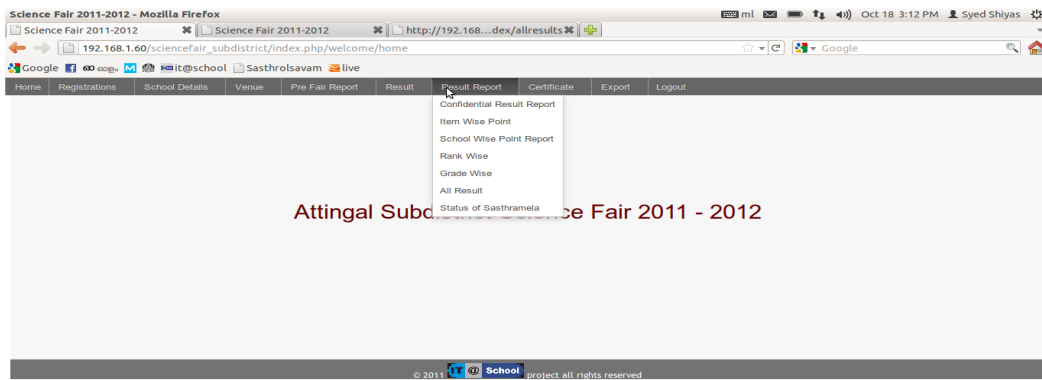 Science Fair 2011-2012 - Mozilla Firefox
ml Oct 18 3:12 PM Syed Shiyas
Science Fair 2011-2012 Science Fair 2011-2012 http://192.168...dex/allresults
192.168.1.60/sciencefair_subdistrict/index.php/welcome/home Google
Google it@school Sasthrolsavam live
Home Registrations School Details Venue Pre Fair Report Result Result Report Certificate Export Logout
Confidential Result Report
Item Wise Point
School Wise Point Report
Rank Wise
Grade Wise
All Result
Status of Sasthramela
Attingal Subdistrict Science Fair 2011 - 2012
© 2011 IT @ School project all rights reserved